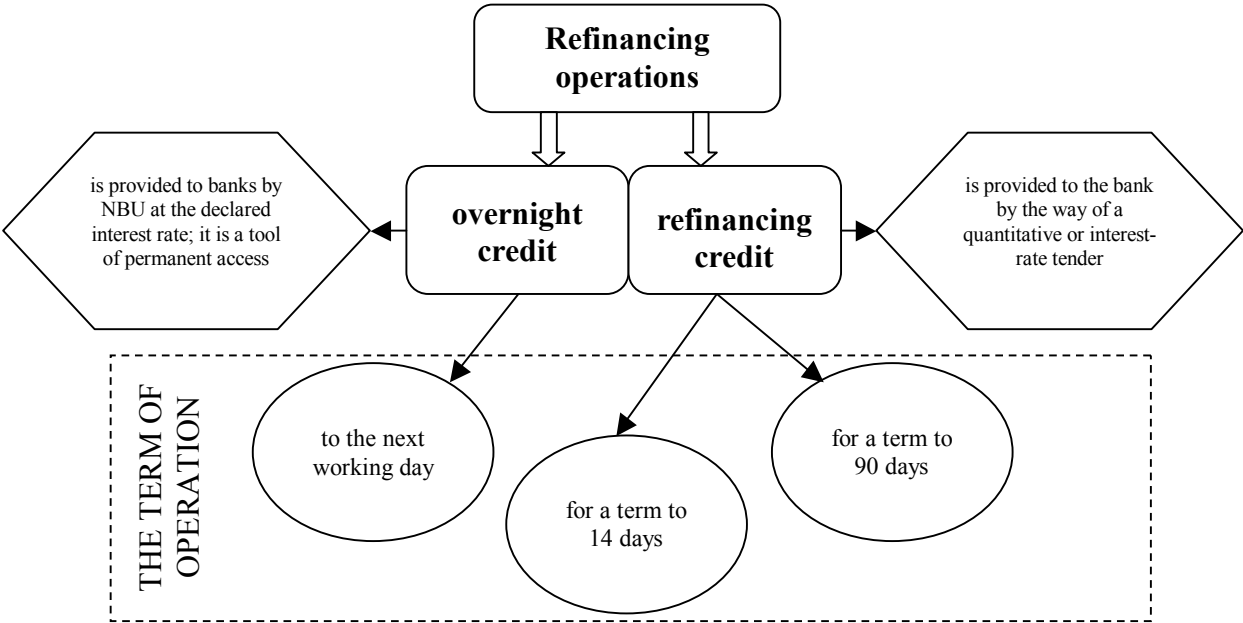 Refinancing
operations
is provided to banks by
NBU at the declared
interest rate; it is a tool
of permanent access
overnight
credit
refinancing
credit
is provided to the bank
by the way of a
quantitative or interest-
rate tender
THE TERM OF
OPERATION
to the next
working day
for a term to
14 days
for a term to
90 days